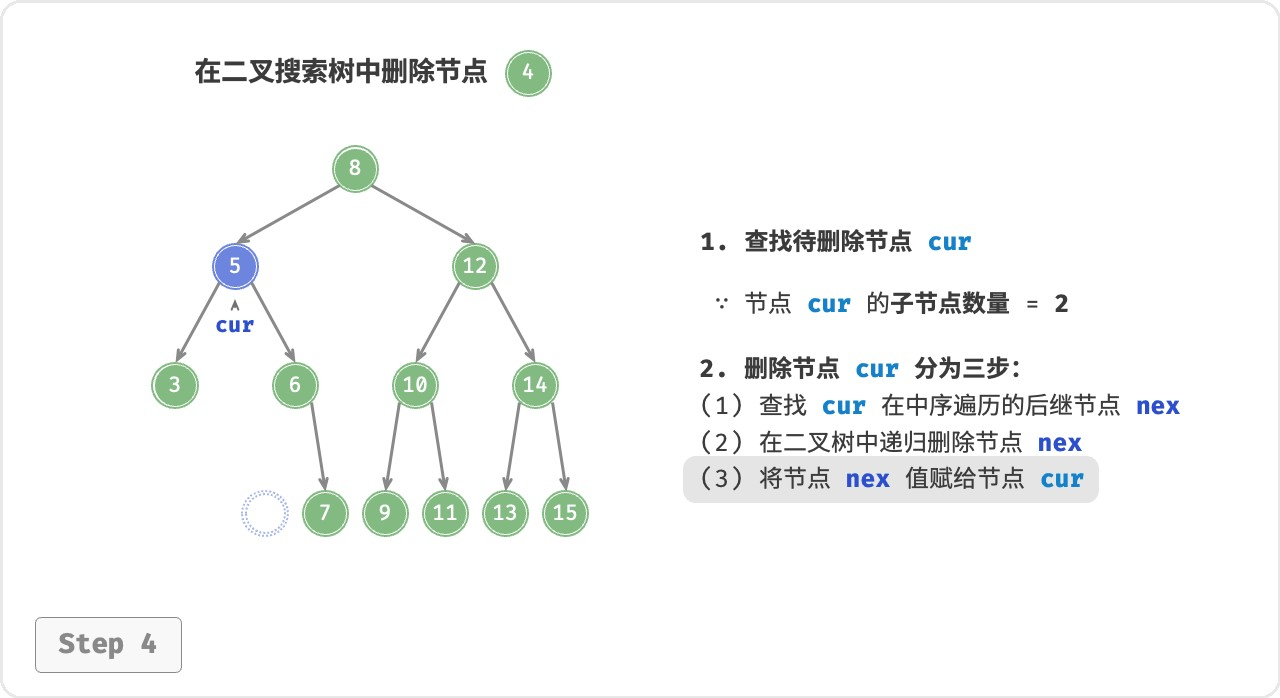 在二叉搜索树中删除节点 4
8
5 12
cur
3 6 10 14
7 9 11 13 15
1. 查找待删除节点 cur
∵ 节点 cur 的子节点数量 = 2
2. 删除节点 cur 分为三步：
(1) 查找 cur 在中序遍历的后继节点 nex
(2) 在二叉树中递归删除节点 nex
(3) 将节点 nex 值赋给节点 cur
Step 4